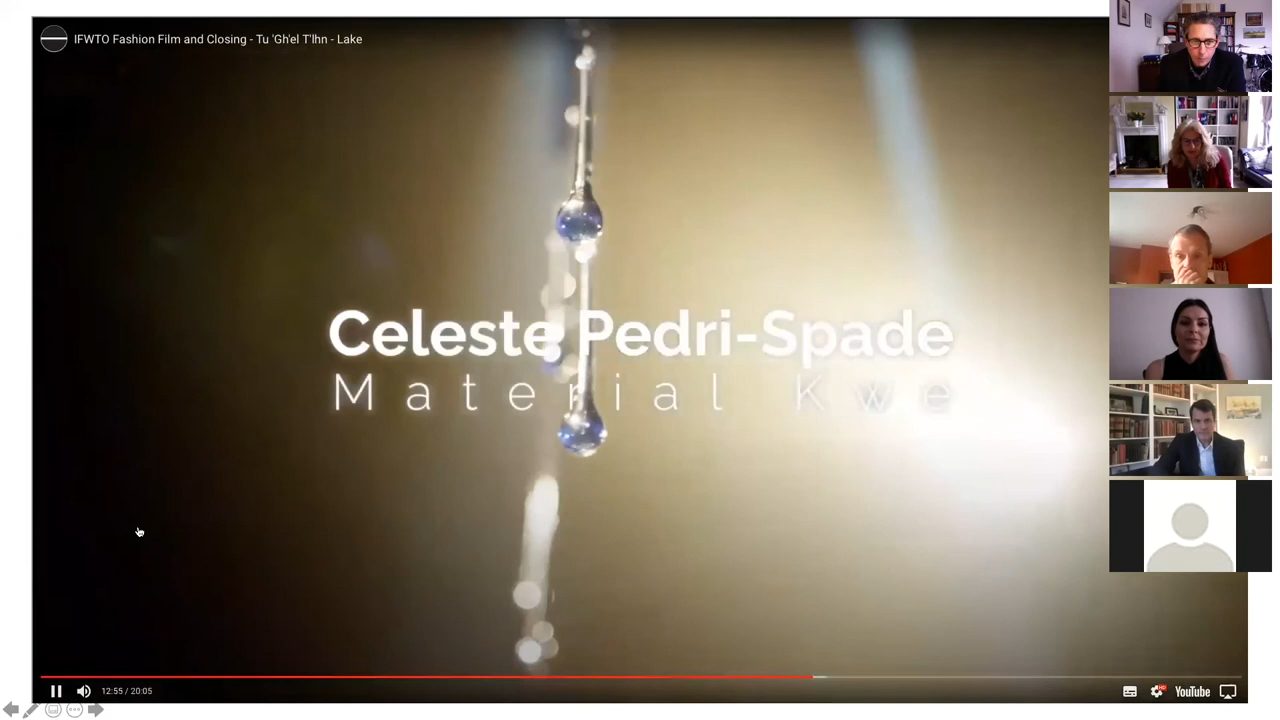 IFWTO Fashion Film and Closing - Tu 'Gh'el T'lhn - Lake
Celeste Pedri-Spade
Material Kwe
12:55 / 20:05
HD
YouTube